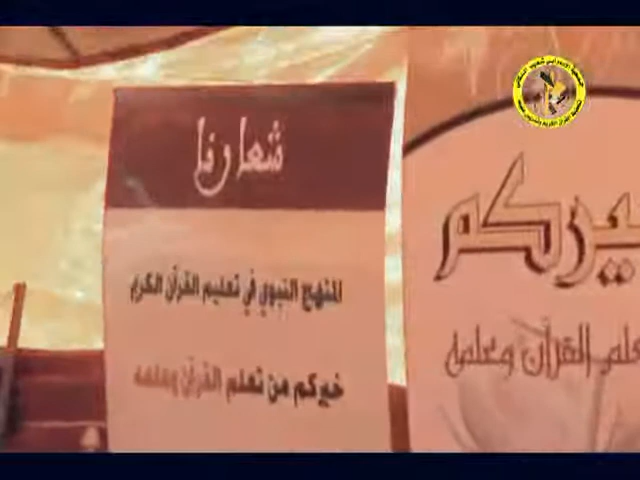 شعارنا
المنهج النبوي في تعليم القرآن الكريم
خيركم من تعلم القرآن وعلمه
يركم
علم القرآن وعلمه